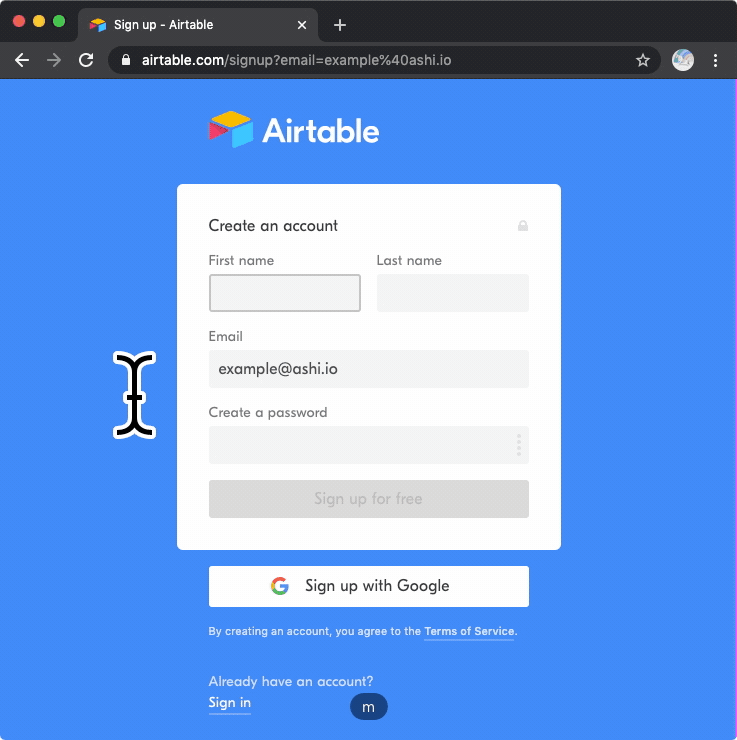 Sign up - Airtable
airtable.com/signup?email=example%40ashi.io
Airtable
Create an account
First name Last name
Email
example@ashi.io
Create a password
Sign up for free
Sign up with Google
By creating an account, you agree to the Terms of Service.
Already have an account?
Sign in
m